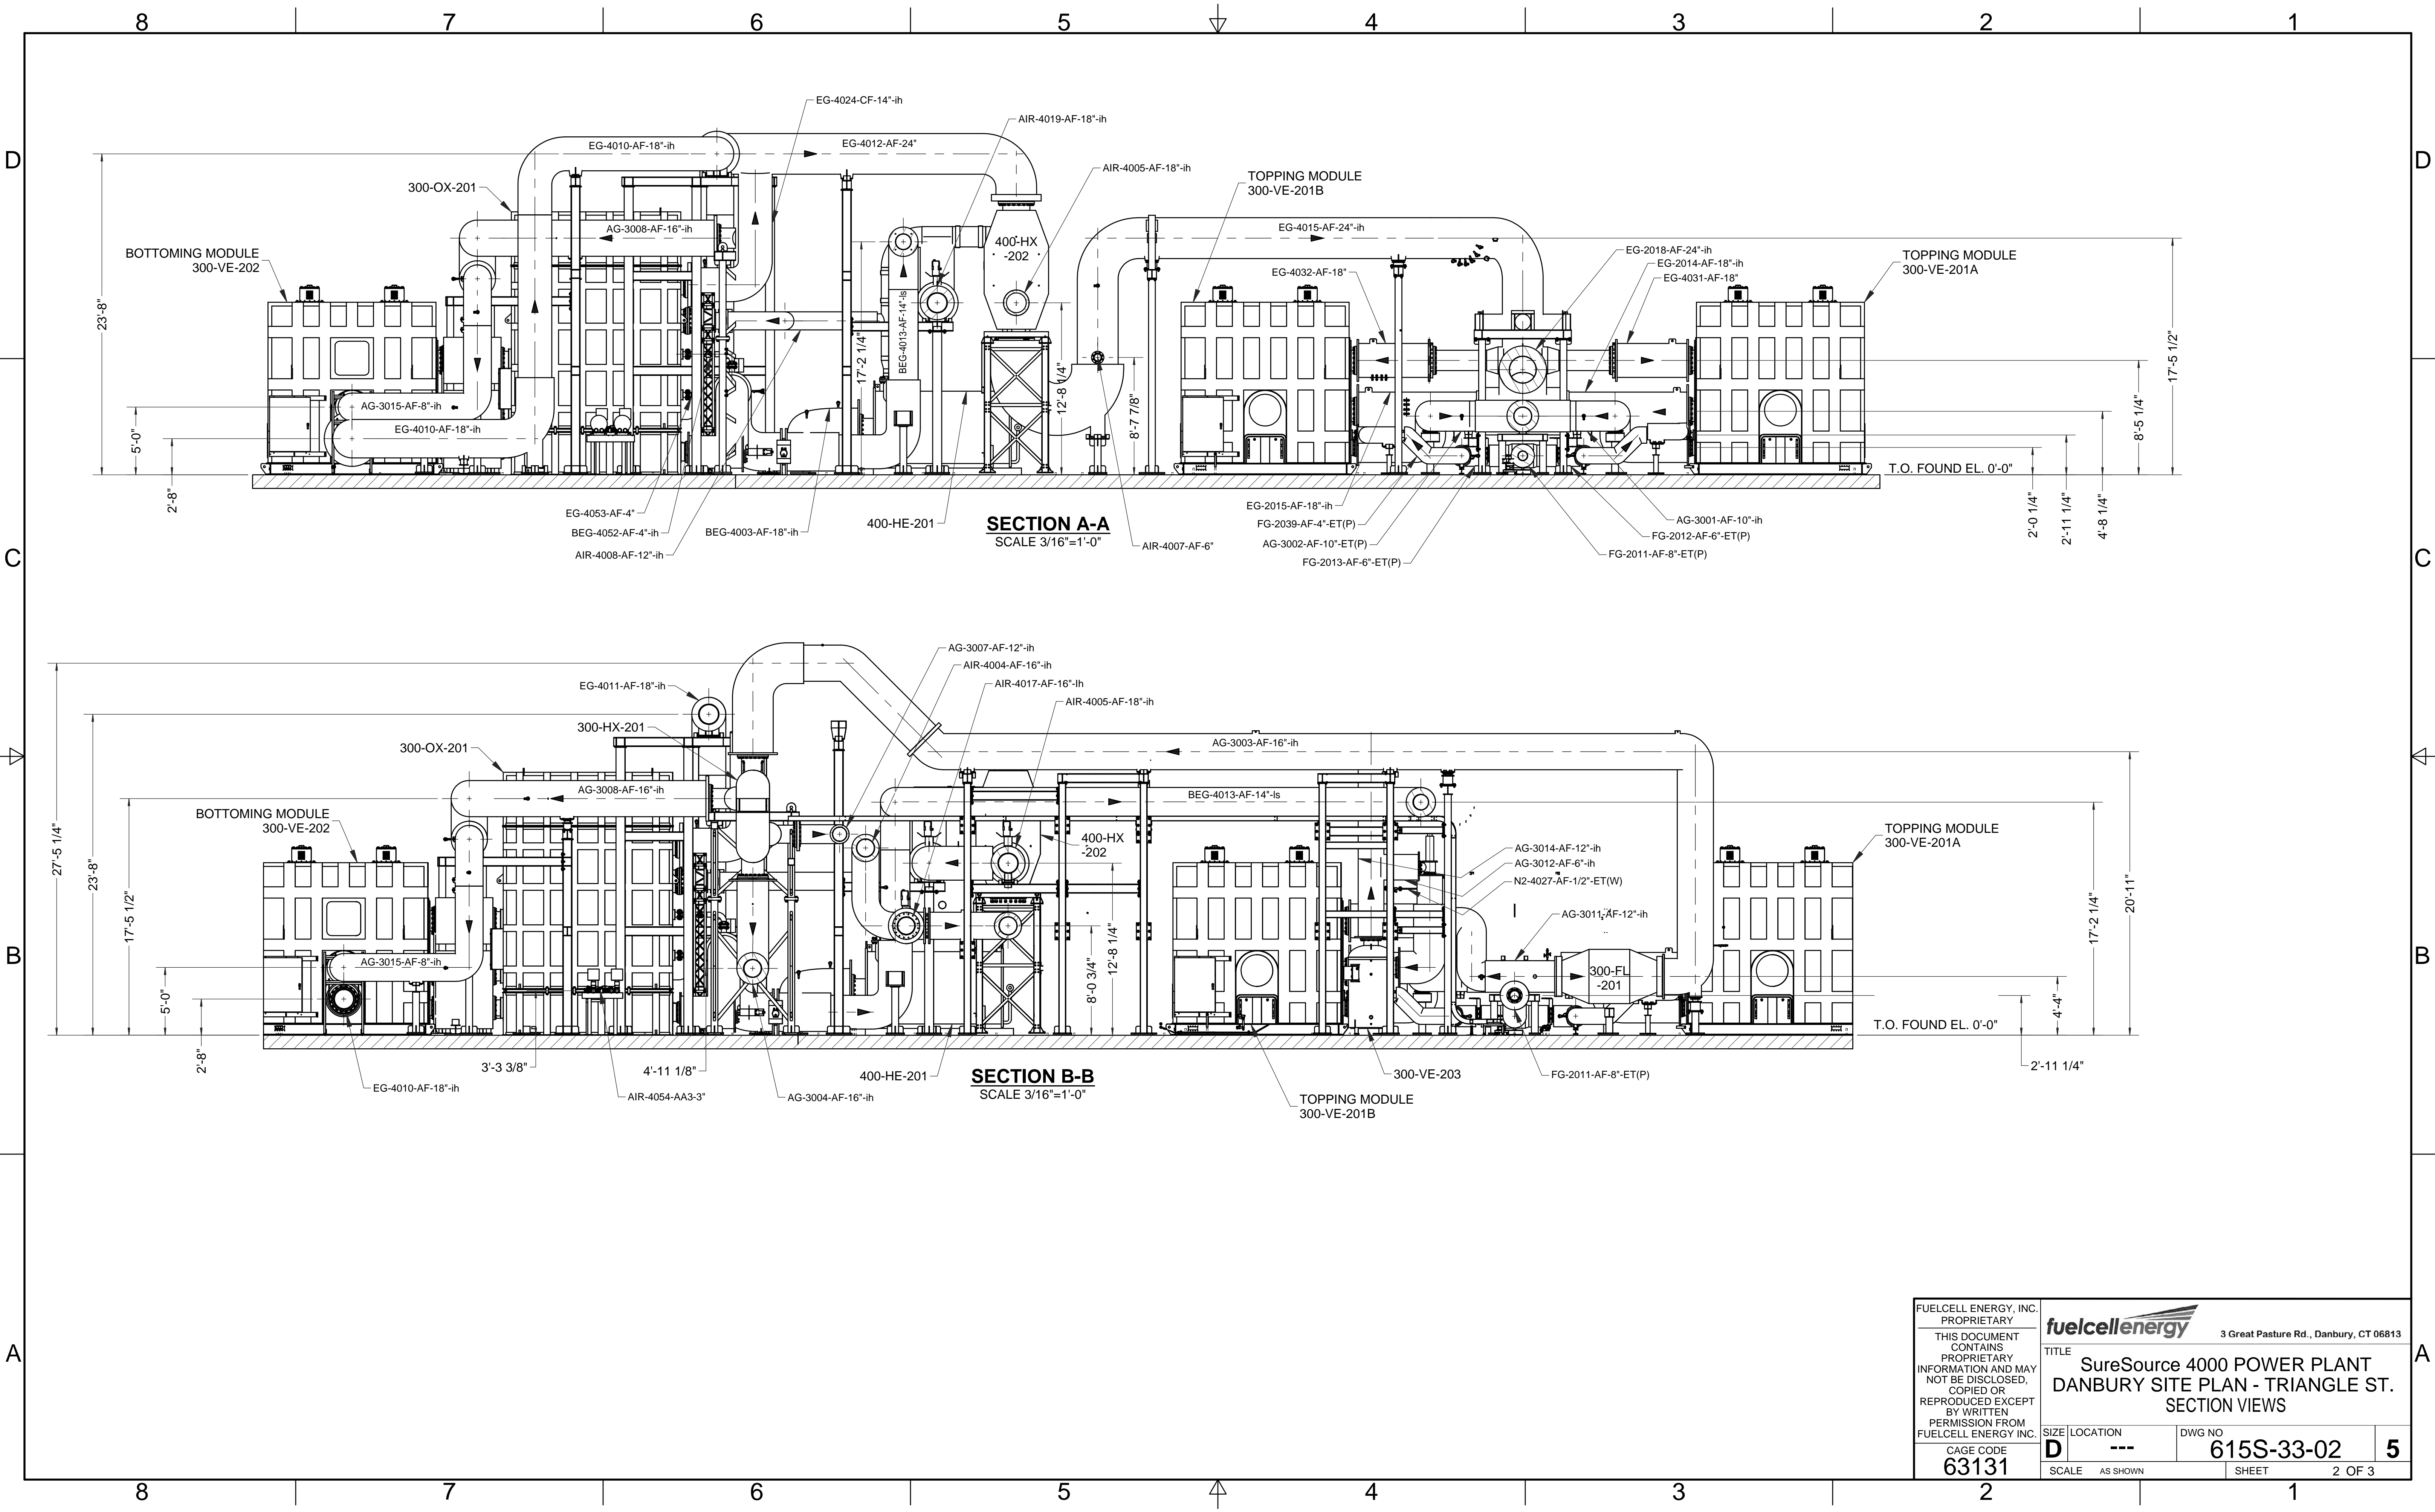 8 7 6 5 4 3 2 1
D
D
EG-4024-CF-14"-ih
AIR-4019-AF-18"-ih
EG-4010-AF-18"-ih
EG-4012-AF-24"
AIR-4005-AF-18"-ih
300-OX-201
TOPPING MODULE
300-VE-201B
AG-3008-AF-16"-ih
EG-4015-AF-24"-ih
400-HX
-202
BOTTOMING MODULE
300-VE-202
EG-2018-AF-24"-ih
EG-2014-AF-18"-ih
EG-4031-AF-18"
EG-4032-AF-18"
TOPPING MODULE
300-VE-201A
23'-8"
BEG-4013-AF-14"-ls
17'-2 1/4"
12'-8 1/4"
8'-7 7/8"
17'-5 1/2"
8'-5 1/4"
5'-0"
AG-3015-AF-8"-ih
EG-4010-AF-18"-ih
2'-8"
T.O. FOUND EL. 0'-0"
2'-0 1/4"
2'-11 1/4"
4'-8 1/4"
EG-4053-AF-4"
BEG-4052-AF-4"-ih
AIR-4008-AF-12"-ih
BEG-4003-AF-18"-ih
400-HE-201
SECTION A-A
SCALE 3/16"=1'-0"
AIR-4007-AF-6"
EG-2015-AF-18"-ih
FG-2039-AF-4"-ET(P)
AG-3002-AF-10"-ET(P)
FG-2013-AF-6"-ET(P)
AG-3001-AF-10"-ih
FG-2012-AF-6"-ET(P)
FG-2011-AF-8"-ET(P)
C
C
AG-3007-AF-12"-ih
AIR-4004-AF-16"-ih
AIR-4017-AF-16"-Ih
AIR-4005-AF-18"-ih
EG-4011-AF-18"-ih
300-HX-201
300-OX-201
AG-3003-AF-16"-ih
AG-3008-AF-16"-ih
BEG-4013-AF-14"-ls
BOTTOMING MODULE
300-VE-202
400-HX
-202
TOPPING MODULE
300-VE-201A
AG-3014-AF-12"-ih
AG-3012-AF-6"-ih
N2-4027-AF-1/2"-ET(W)
AG-3011-AF-12"-ih
300-FL
-201
27'-5 1/4"
23'-8"
17'-5 1/2"
5'-0"
2'-8"
AG-3015-AF-8"-ih
8'-0 3/4"
12'-8 1/4"
17'-2 1/4"
20'-11"
4'-4"
T.O. FOUND EL. 0'-0"
2'-11 1/4"
B
B
3'-3 3/8"
4'-11 1/8"
EG-4010-AF-18"-ih
AIR-4054-AA3-3"
AG-3004-AF-16"-ih
400-HE-201
SECTION B-B
SCALE 3/16"=1'-0"
300-VE-203
FG-2011-AF-8"-ET(P)
TOPPING MODULE
300-VE-201B
A
A
FUELCELL ENERGY, INC.
PROPRIETARY
THIS DOCUMENT
CONTAINS
PROPRIETARY
INFORMATION AND MAY
NOT BE DISCLOSED,
COPIED OR
REPRODUCED EXCEPT
BY WRITTEN
PERMISSION FROM
FUELCELL ENERGY INC.
CAGE CODE
63131
fuelcellenergy
3 Great Pasture Rd., Danbury, CT 06813
TITLE
SureSource 4000 POWER PLANT
DANBURY SITE PLAN - TRIANGLE ST.
SECTION VIEWS
SIZE
D
LOCATION
---
DWG NO
615S-33-02
5
SCALE AS SHOWN
SHEET 2 OF 3
8 7 6 5 4 3 2 1